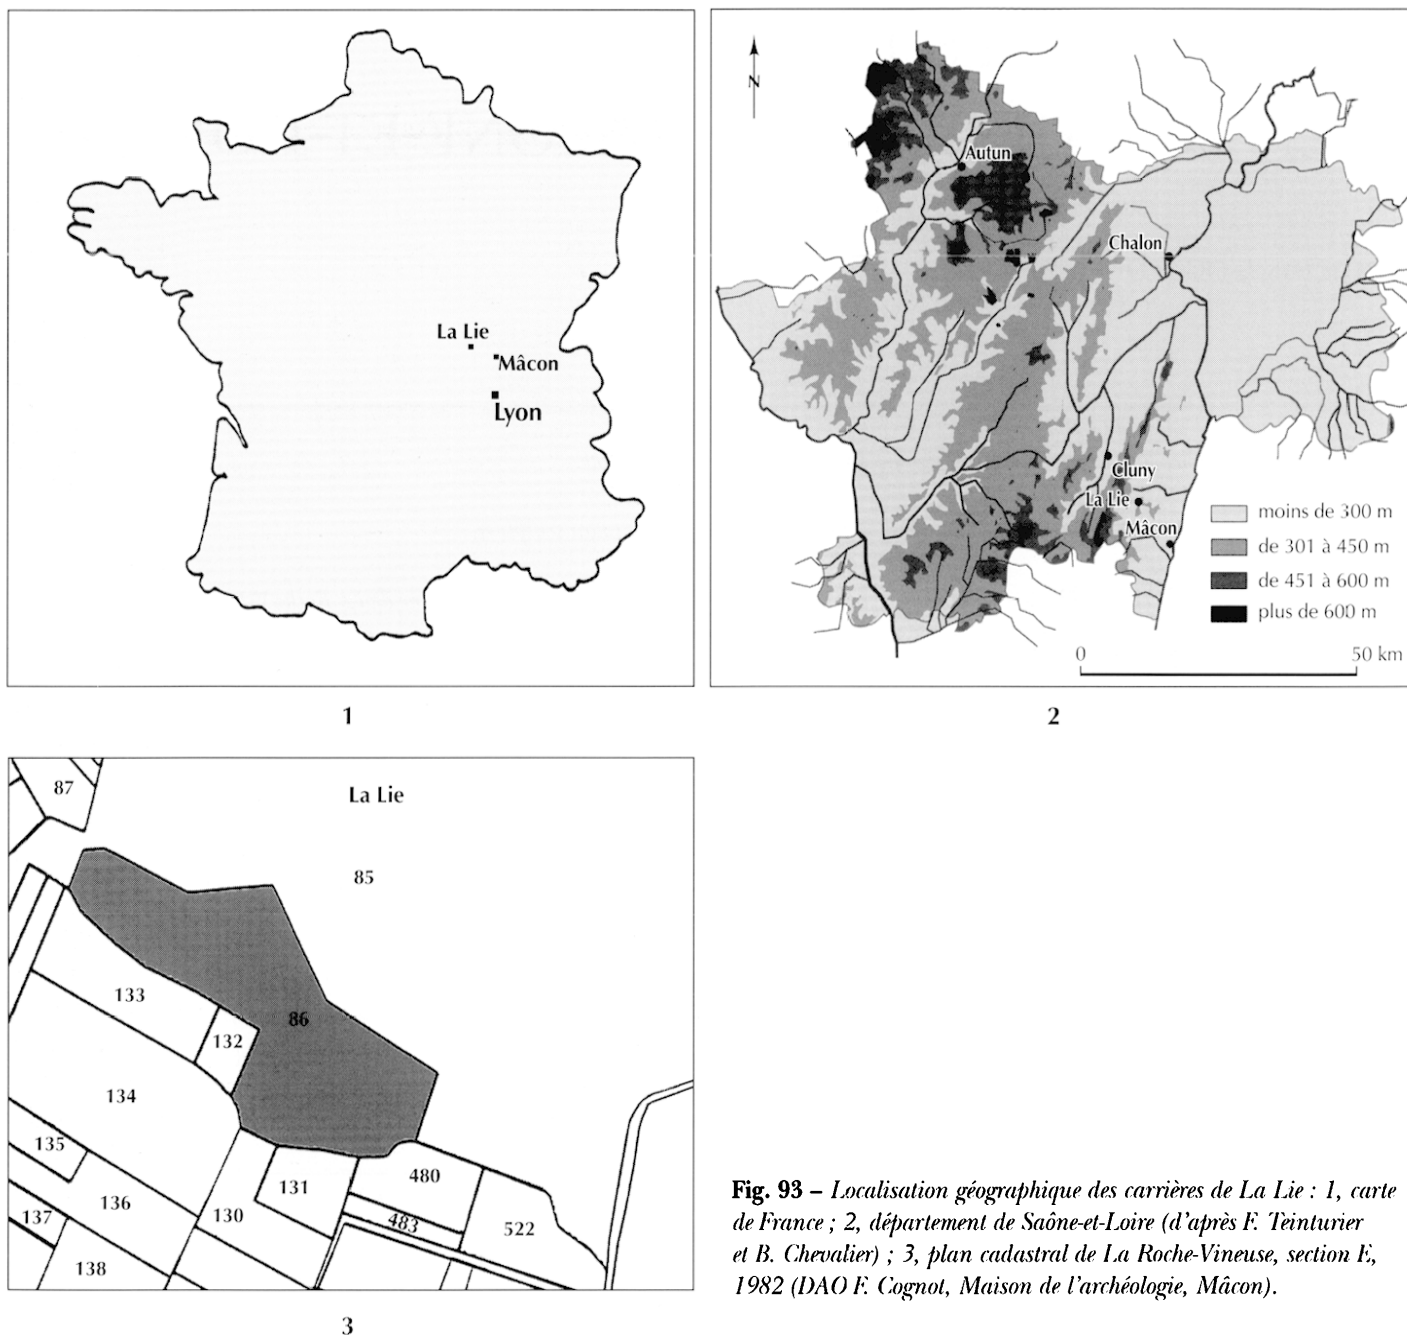 La Lie
Mâcon
Lyon
1
N
Autun
Chalon
Cluny
La Lie
Mâcon
moins de 300 m
de 301 à 450 m
de 451 à 600 m
plus de 600 m
0 50 km
2
87
La Lie
85
86
133
132
134
135
136
137
138
130
131
480
483
522
3
Fig. 93 – Localisation géographique des carrières de La Lie : 1, carte
de France ; 2, département de Saône-et-Loire (d'après F. Teinturier
et B. Chevalier) ; 3, plan cadastral de La Roche-Vineuse, section E,
1982 (DAO F. Cognot, Maison de l'archéologie, Mâcon).